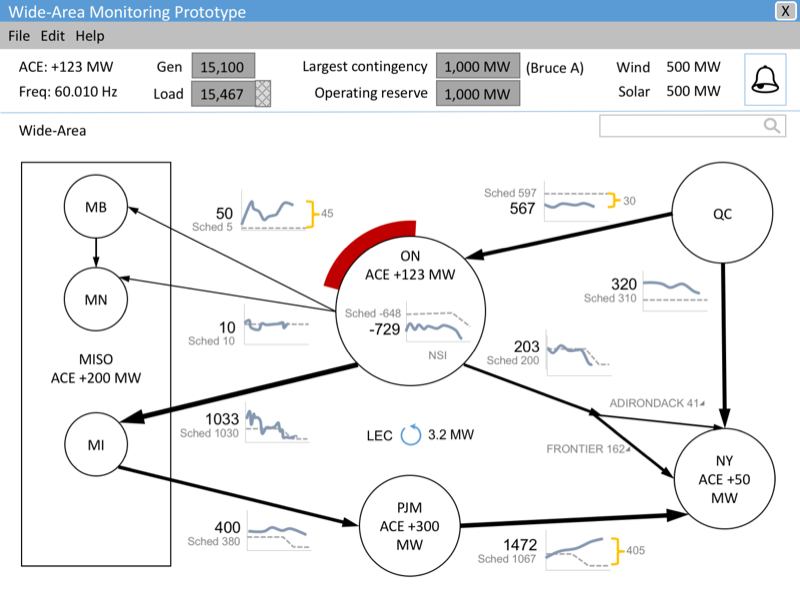 Wide-Area Monitoring Prototype
X
File Edit Help
ACE: +123 MW
Gen 15,100
Largest contingency 1,000 MW (Bruce A)
Wind 500 MW
Freq: 60.010 Hz
Load 15,467
Operating reserve 1,000 MW
Solar 500 MW
Wide-Area
MB
50
Sched 5
45
Sched 597
567
30
QC
ON
ACE +123 MW
MN
10
Sched 10
Sched -648
-729
NSI
320
Sched 310
MISO
ACE +200 MW
203
Sched 200
ADIRONDACK 41
MI
1033
Sched 1030
LEC 3.2 MW
FRONTIER 162
NY
ACE +50
MW
400
Sched 380
PJM
ACE +300
MW
1472
Sched 1067
405